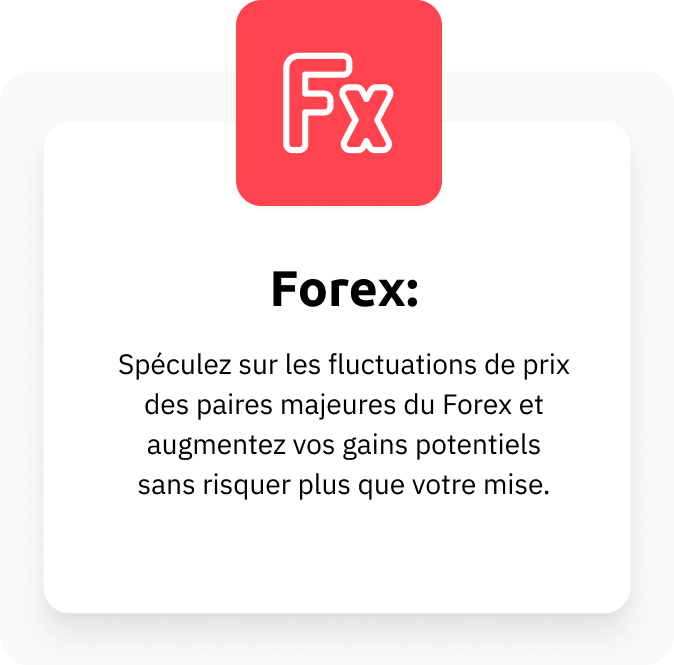 Fx
Forex:
Spéculez sur les fluctuations de prix
des paires majeures du Forex et
augmentez vos gains potentiels
sans risquer plus que votre mise.